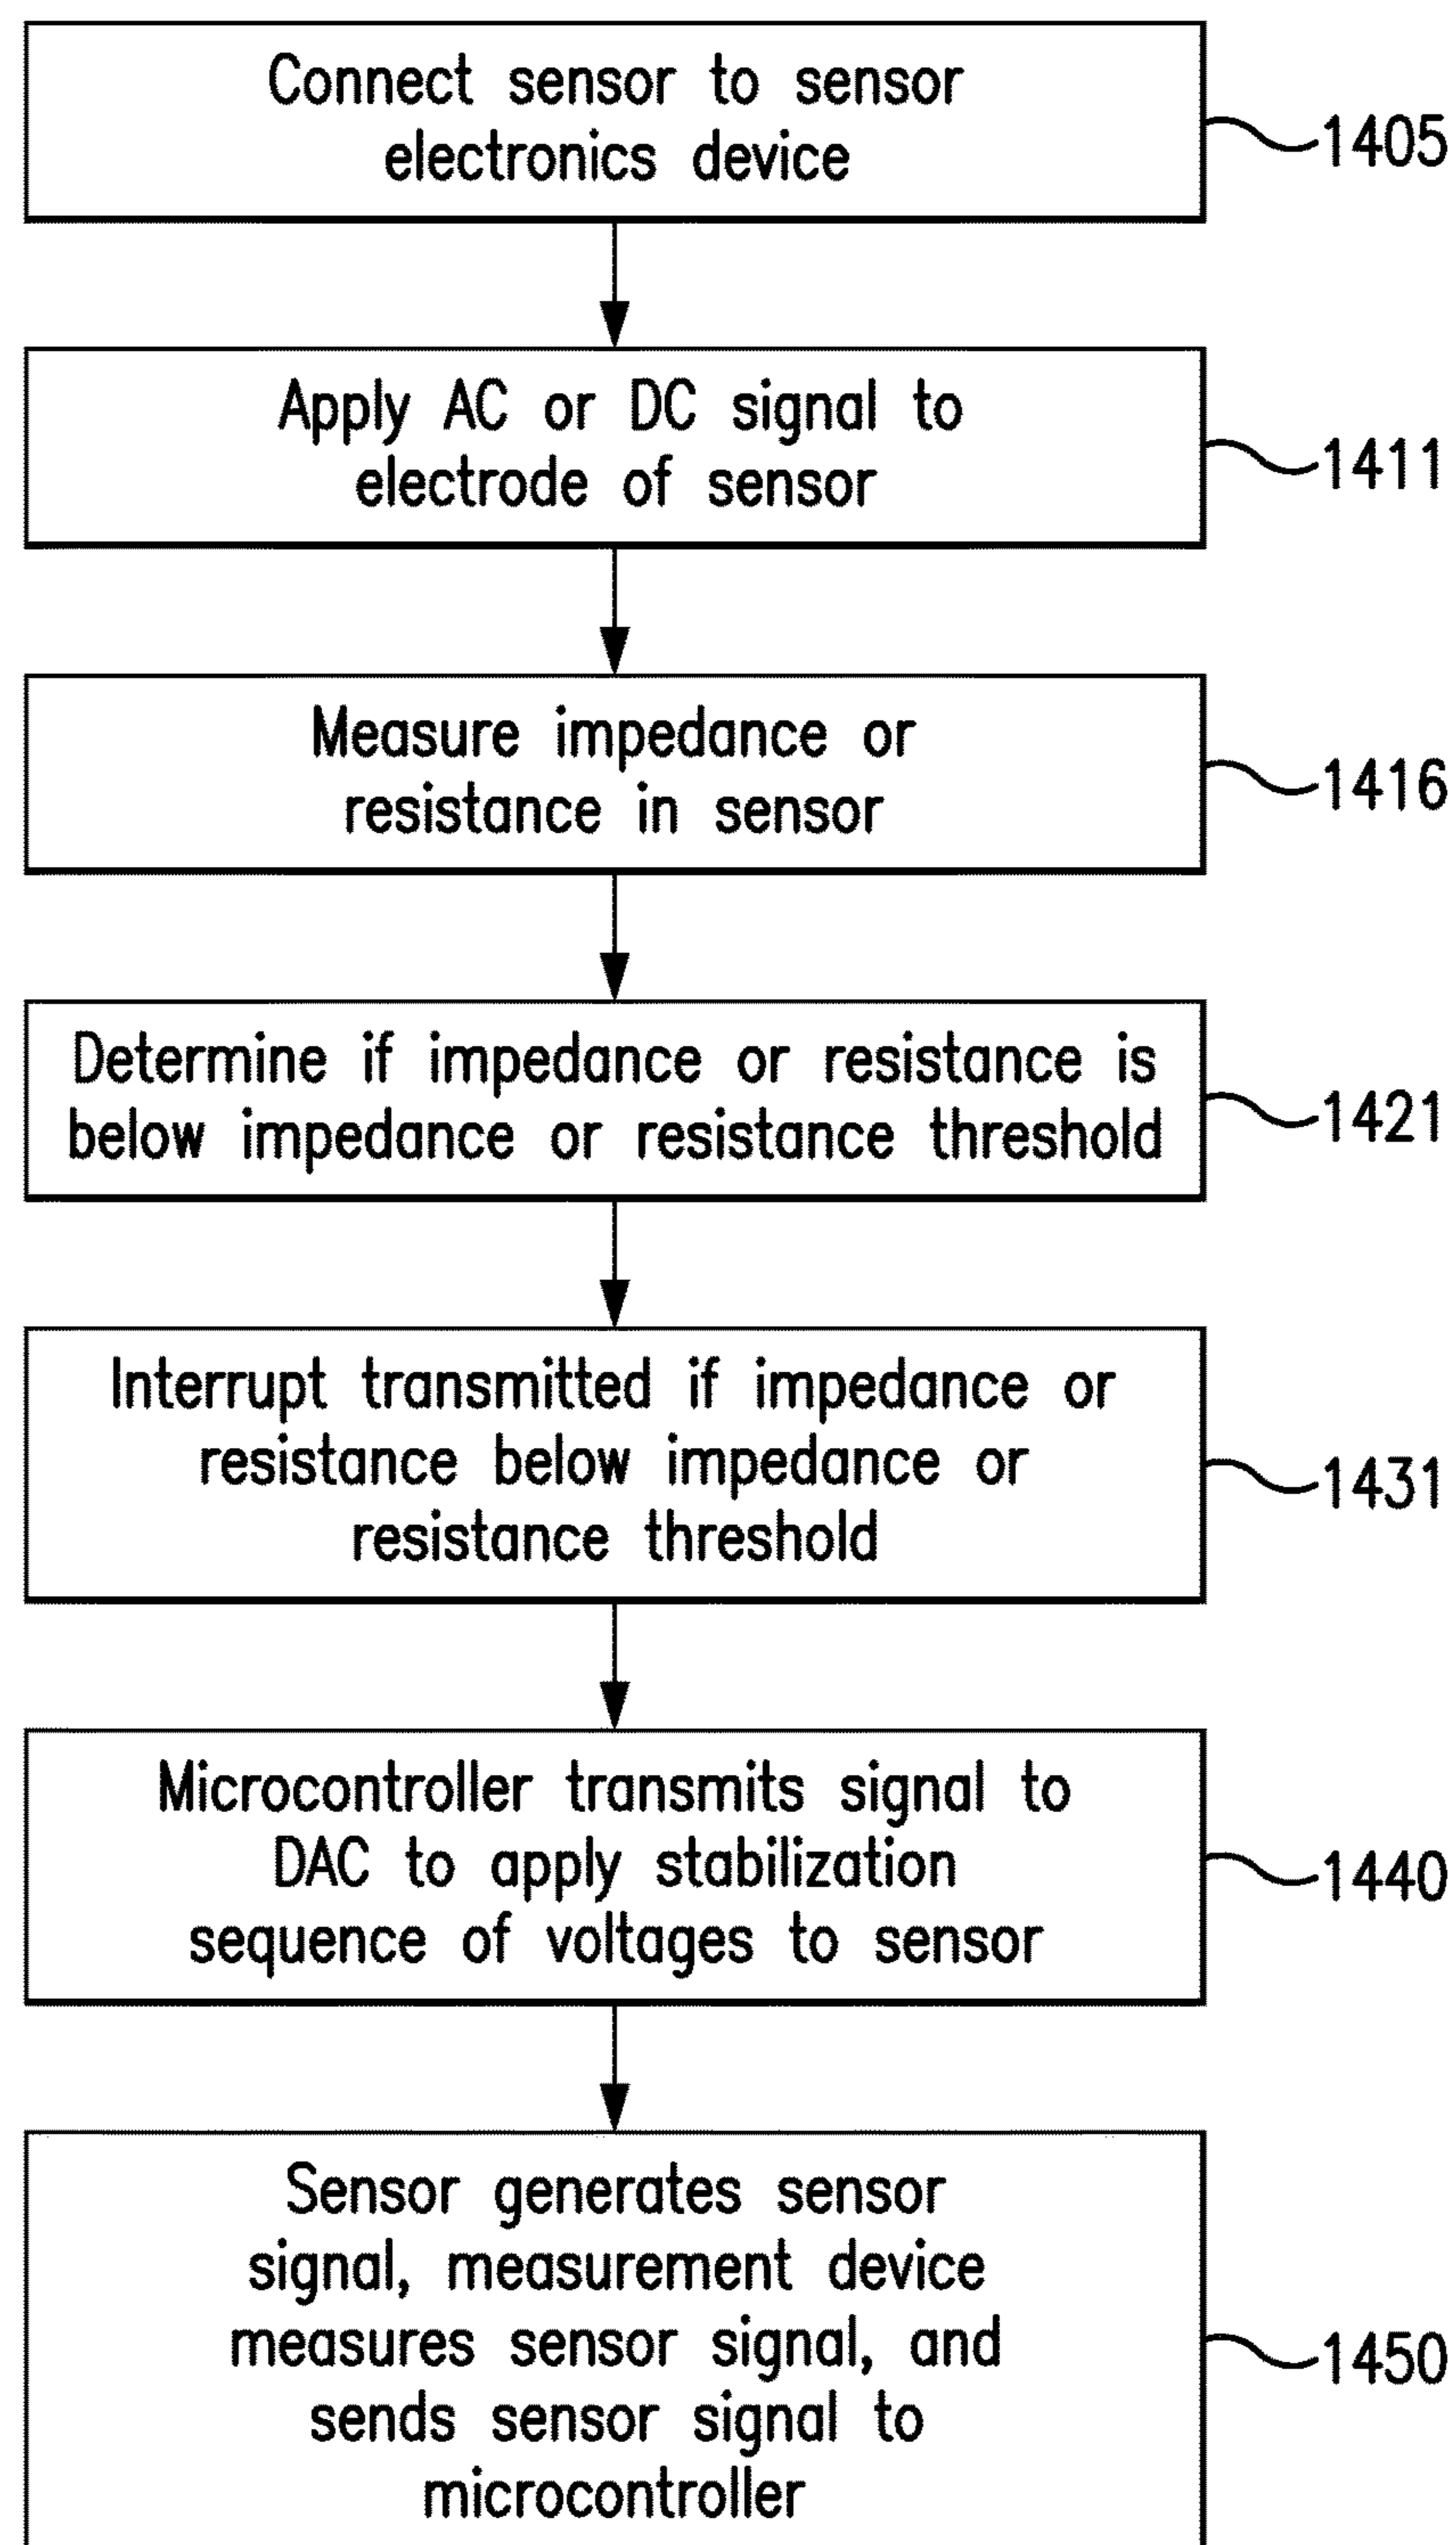 Connect sensor to sensor
electronics device
1405
Apply AC or DC signal to
electrode of sensor
1411
Measure impedance or
resistance in sensor
1416
Determine if impedance or resistance is
below impedance or resistance threshold
1421
Interrupt transmitted if impedance or
resistance below impedance or
resistance threshold
1431
Microcontroller transmits signal to
DAC to apply stabilization
sequence of voltages to sensor
1440
Sensor generates sensor
signal, measurement device
measures sensor signal, and
sends sensor signal to
microcontroller
1450